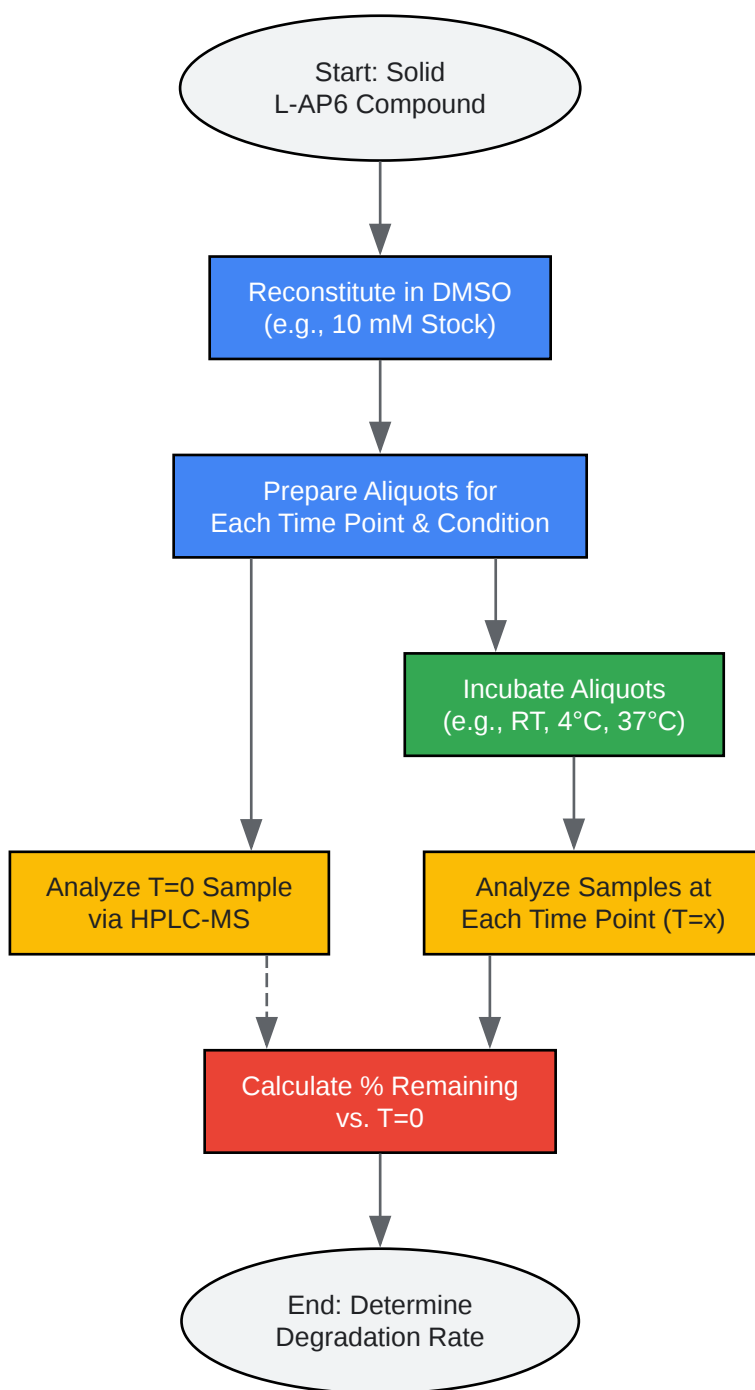 Start: Solid
L-AP6 Compound
Reconstitute in DMSO
(e.g., 10 mM Stock)
Prepare Aliquots for
Each Time Point & Condition
Incubate Aliquots
(e.g., RT, 4°C, 37°C)
Analyze T=0 Sample
via HPLC-MS
Analyze Samples at
Each Time Point (T=x)
Calculate % Remaining
vs. T=0
End: Determine
Degradation Rate